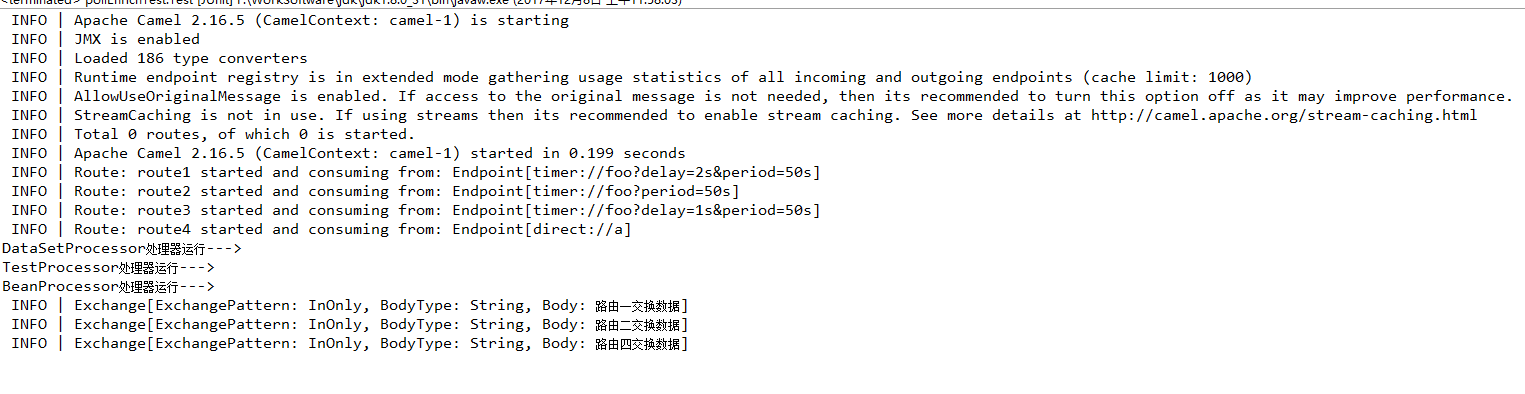 <terminated> pollEnrichTest.Test [JUnit] F:\WorkSoftware\jdk\jdk1.8.0_31\bin\javaw.exe (2017年12月8日 上午11:58:03)
INFO | Apache Camel 2.16.5 (CamelContext: camel-1) is starting
INFO | JMX is enabled
INFO | Loaded 186 type converters
INFO | Runtime endpoint registry is in extended mode gathering usage statistics of all incoming and outgoing endpoints (cache limit: 1000)
INFO | AllowUseOriginalMessage is enabled. If access to the original message is not needed, then its recommended to turn this option off as it may improve performance.
INFO | StreamCaching is not in use. If using streams then its recommended to enable stream caching. See more details at http://camel.apache.org/stream-caching.html
INFO | Total 0 routes, of which 0 is started.
INFO | Apache Camel 2.16.5 (CamelContext: camel-1) started in 0.199 seconds
INFO | Route: route1 started and consuming from: Endpoint[timer://foo?delay=2s&period=50s]
INFO | Route: route2 started and consuming from: Endpoint[timer://foo?period=50s]
INFO | Route: route3 started and consuming from: Endpoint[timer://foo?delay=1s&period=50s]
INFO | Route: route4 started and consuming from: Endpoint[direct://a]
DataSetProcessor处理器运行--->
TestProcessor处理器运行--->
BeanProcessor处理器运行--->
INFO | Exchange[ExchangePattern: InOnly, BodyType: String, Body: 路由一交换数据]
INFO | Exchange[ExchangePattern: InOnly, BodyType: String, Body: 路由二交换数据]
INFO | Exchange[ExchangePattern: InOnly, BodyType: String, Body: 路由四交换数据]